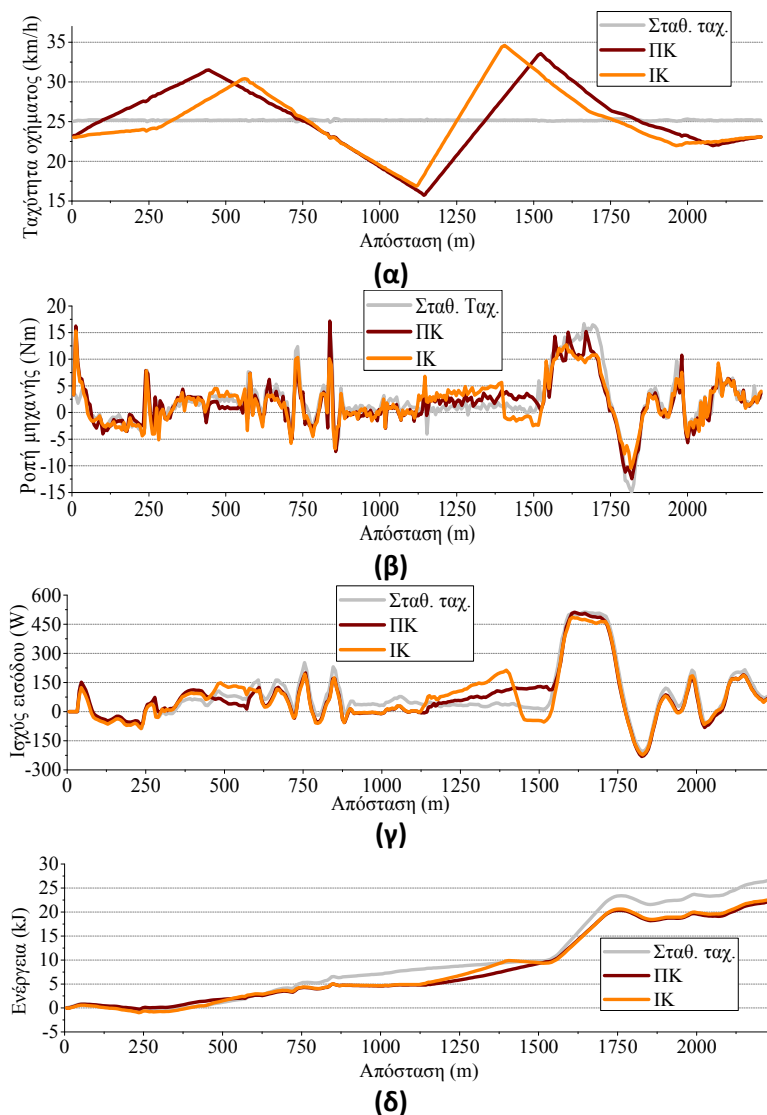 Ταχύτητα οχήματος (km/h)
35
30
25
20
15
Σταθ. ταχ.
ΠΚ
ΙΚ
0 250 500 750 1000 1250 1500 1750 2000
Απόσταση (m)
(α)
Ροπή μηχανής (Nm)
20
15
10
5
0
-5
-10
-15
Σταθ. Ταχ.
ΠΚ
ΙΚ
0 250 500 750 1000 1250 1500 1750 2000
Απόσταση (m)
(β)
Ισχύς εισόδου (W)
600
450
300
150
0
-150
-300
Σταθ. ταχ.
ΠΚ
ΙΚ
0 250 500 750 1000 1250 1500 1750 2000
Απόσταση (m)
(γ)
Ενέργεια (kJ)
30
25
20
15
10
5
0
-5
Σταθ. ταχ.
ΠΚ
ΙΚ
0 250 500 750 1000 1250 1500 1750 2000
Απόσταση (m)
(δ)